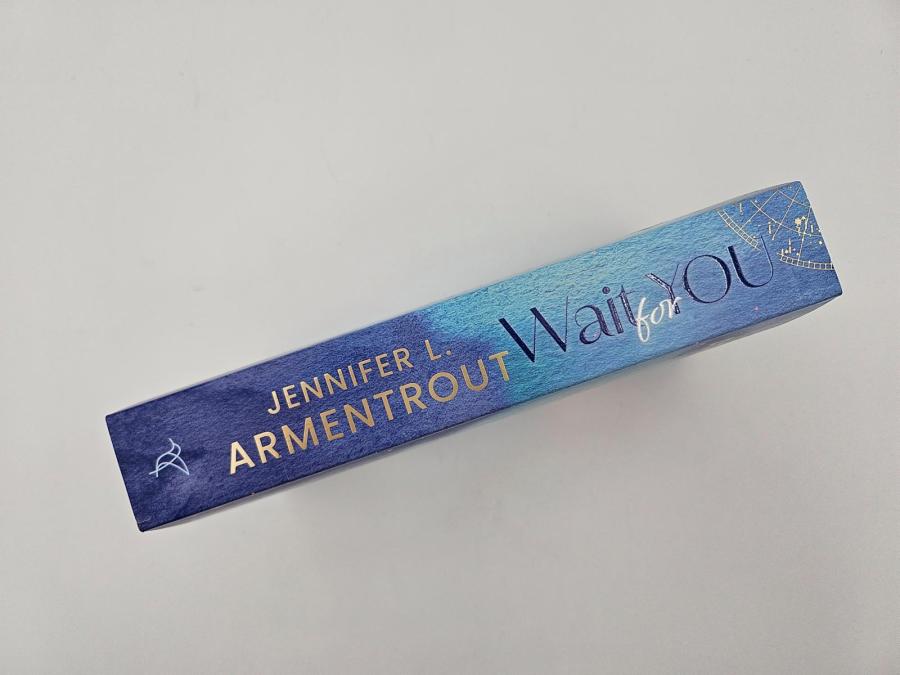 JENNIFER L.
ARMENTROUT
Wait for YOU